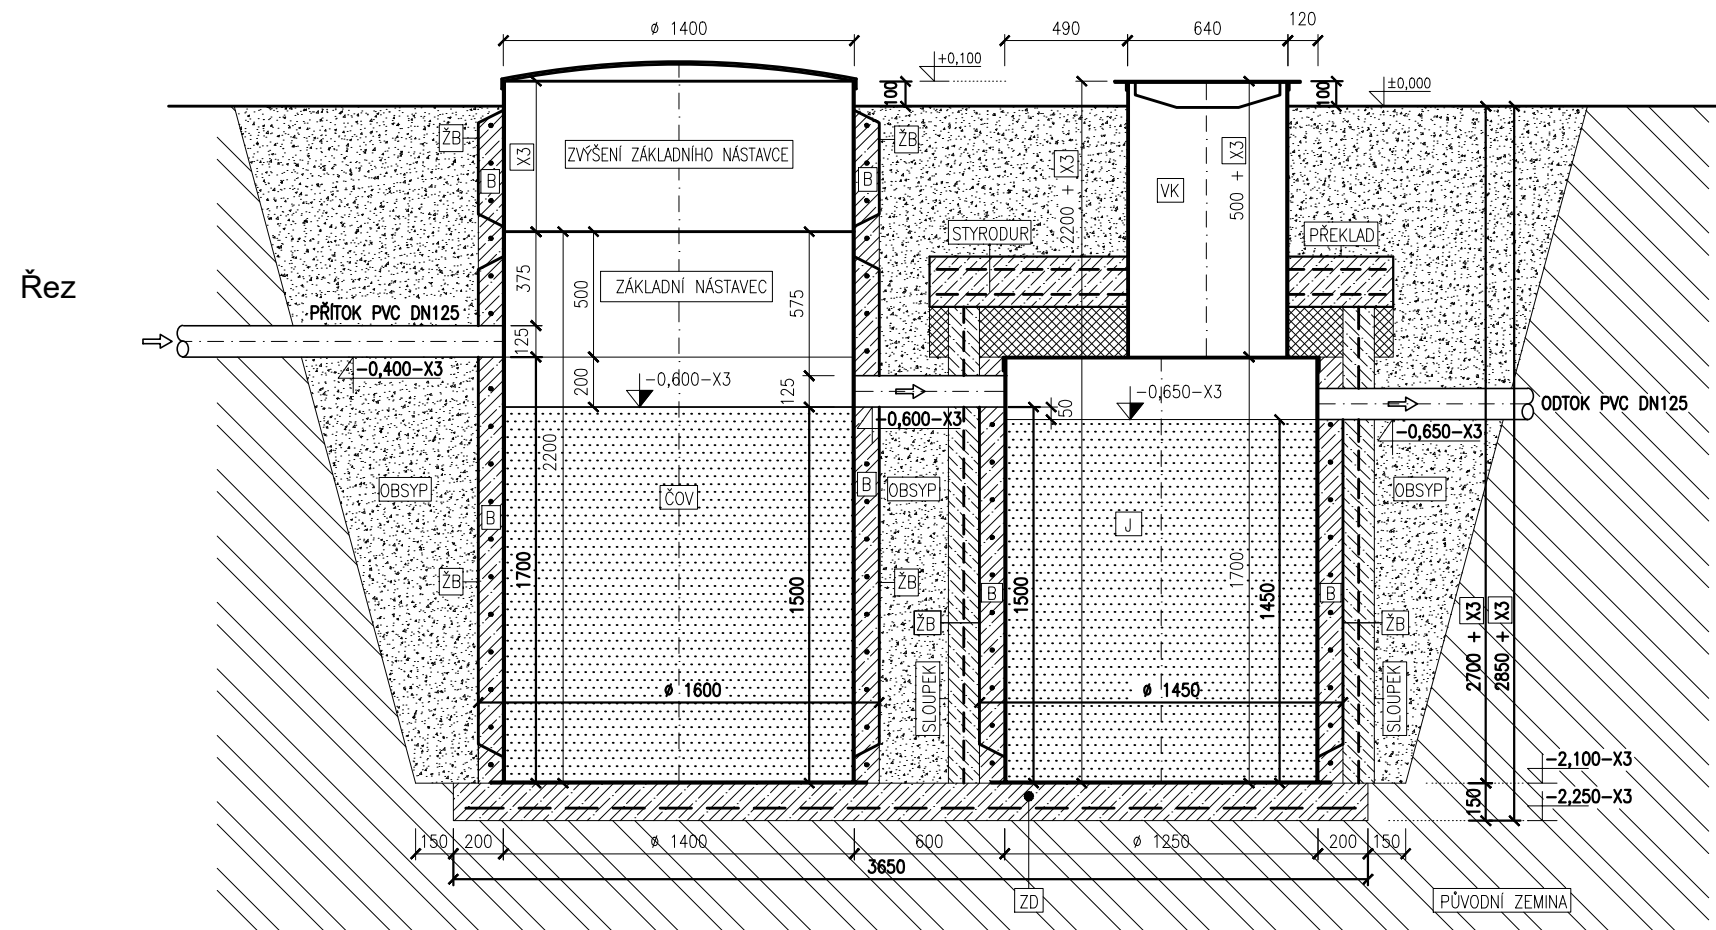 ø 1400
490
640
120
+0,100
±0,000
100
100
ŽB
ŽB
X3
ZVÝŠENÍ ZÁKLADNÍHO NÁSTAVCE
B
B
2200 + X3
500 + X3
VK
STYRODUR
PŘEKLAD
Řez
375
500
ZÁKLADNÍ NÁSTAVEC
575
PŘÍTOK PVC DN125
125
-0,400-X3
200
-0,600-X3
125
-0,600-X3
50
-0,650-X3
ODTOK PVC DN125
-0,650-X3
2200
OBSYP
B
ČOV
B
OBSYP
J
OBSYP
1700
1500
ŽB
ŽB
1500
B
1700
1450
B
ŽB
ŽB
2700 + X3
2850 + X3
SLOUPEK
SLOUPEK
ø 1600
ø 1450
-2,100-X3
150
-2,250-X3
150
200
ø 1400
600
ø 1250
200
150
3650
ZD
PŮVODNÍ ZEMINA